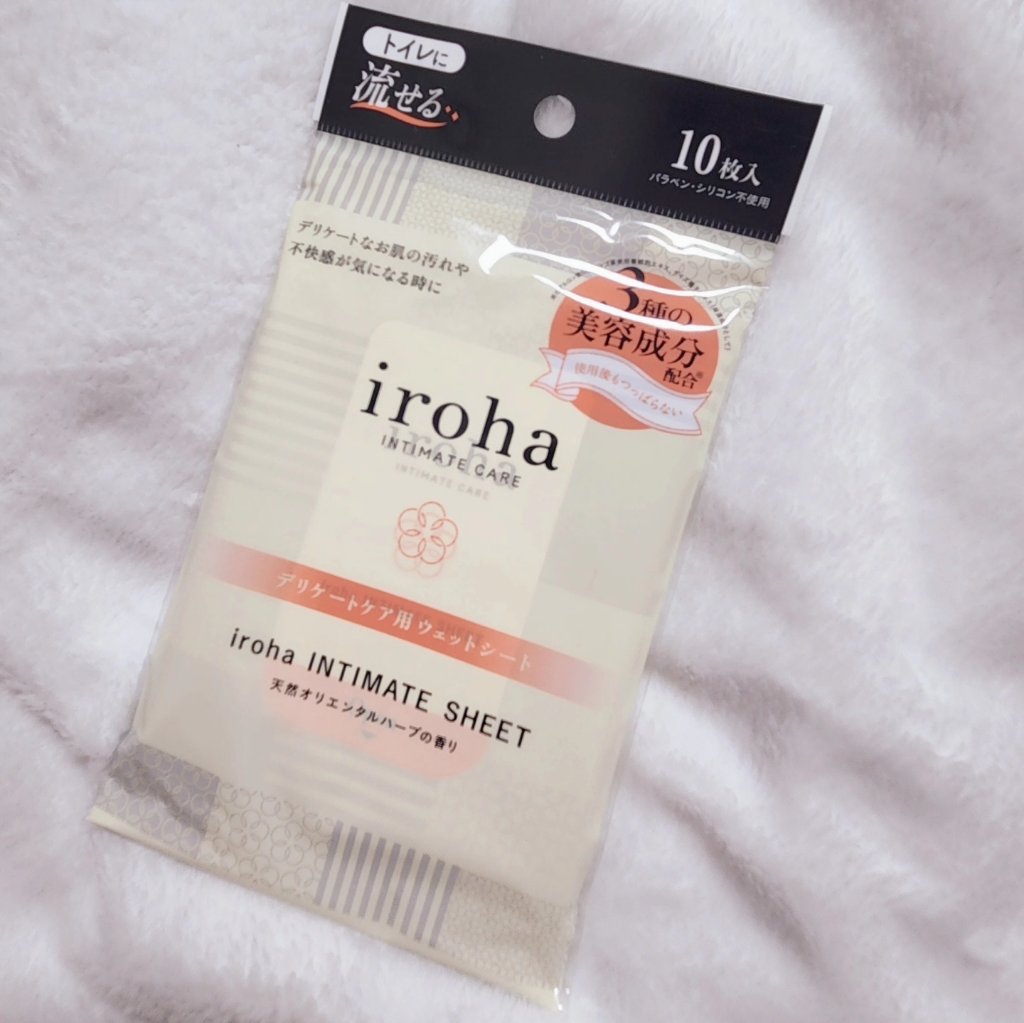 トイレに
流せる
10枚入
パラベン・シリコン不使用
デリケートなお肌の汚れや
不快感が気になる時に
3種の
美容成分
配合※
使用後もつっぱらない
iroha
INTIMATE CARE
iroha
INTIMATE CARE
デリケートケア用 ウェットシート
iroha INTIMATE SHEET
天然オリエンタルハーブの香り